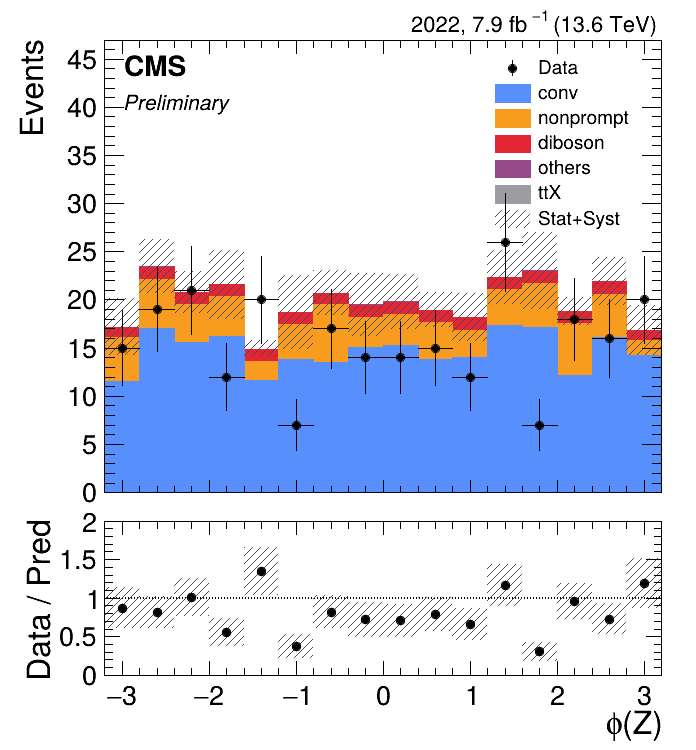 2022, 7.9 fb⁻¹ (13.6 TeV)
Events
CMS
Preliminary
Data
conv
nonprompt
diboson
others
ttX
Stat+Syst
45
40
35
30
25
20
15
10
5
0
Data / Pred
2
1.5
1
0.5
0
−3 −2 −1 0 1 2 3
ϕ(Z)